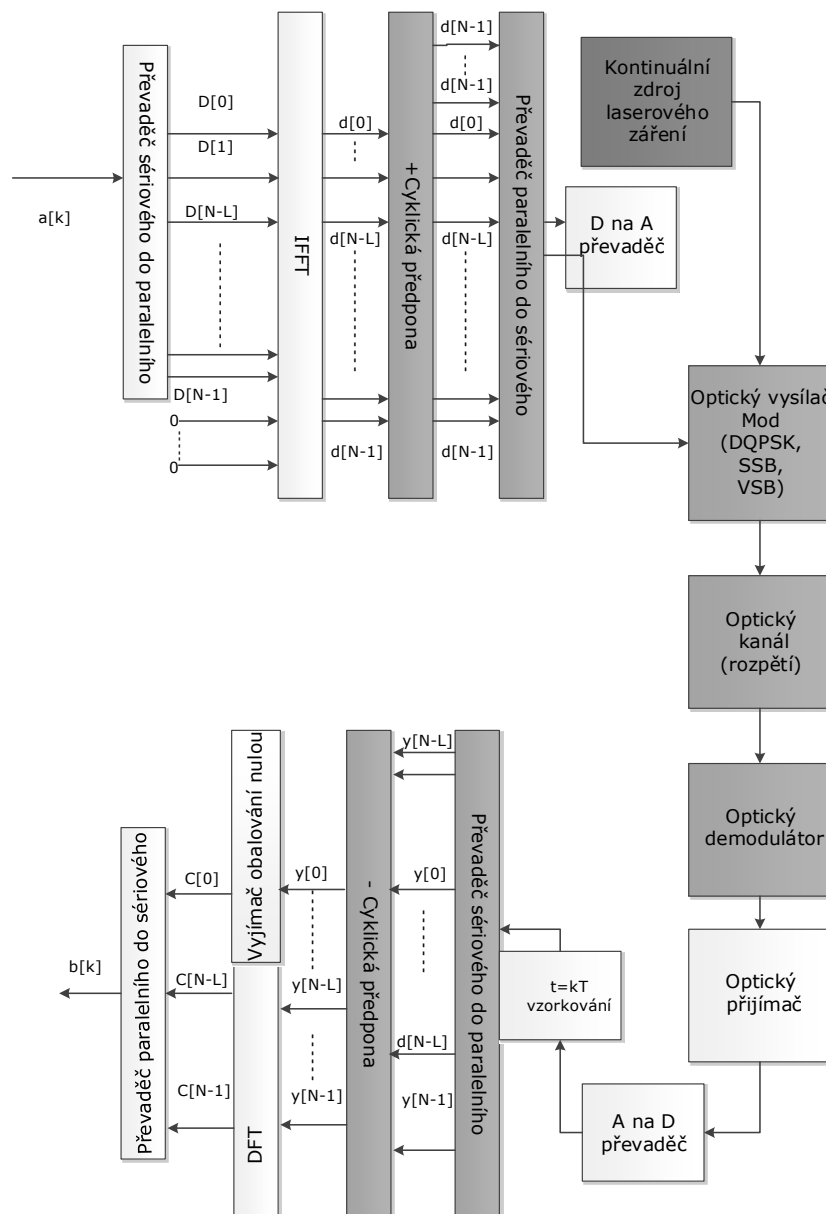 a[k]
Převaděč sériového do paralelního
D[0]
D[1]
D[N-L]
D[N-1]
0
0
IFFT
d[0]
d[N-L]
d[N-1]
+Cyklická předpona
d[N-1]
d[N-1]
d[0]
d[N-L]
d[N-1]
Převaděč paralelního do sériového
D na A
převaděč
Kontinuální
zdroj
laserového
záření
Optický vysílač
Mod
(DQPSK,
SSB,
VSB)
Optický
kanál
(rozpětí)
Optický
demodulátor
Optický
přijímač
A na D
převaděč
t=kT
vzorkování
Převaděč sériového do paralelního
y[N-L]
y[0]
d[N-L]
y[N-1]
- Cyklická předpona
y[0]
y[N-L]
y[N-1]
Vyjímač obalování nulou
DFT
C[0]
C[N-L]
C[N-1]
Převaděč paralelního do sériového
b[k]